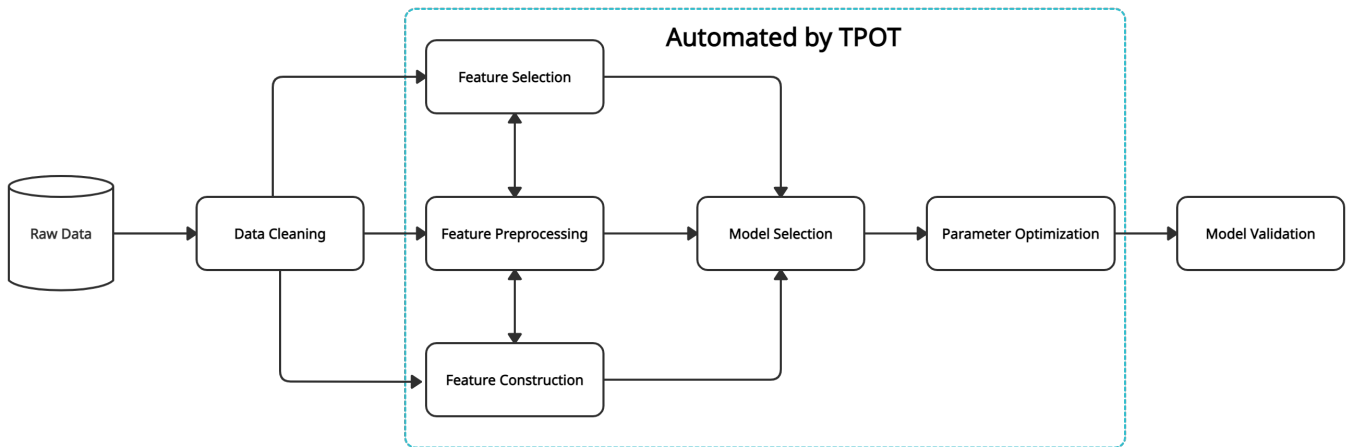 Automated by TPOT
Feature Selection
Raw Data
Data Cleaning
Feature Preprocessing
Model Selection
Parameter Optimization
Model Validation
Feature Construction